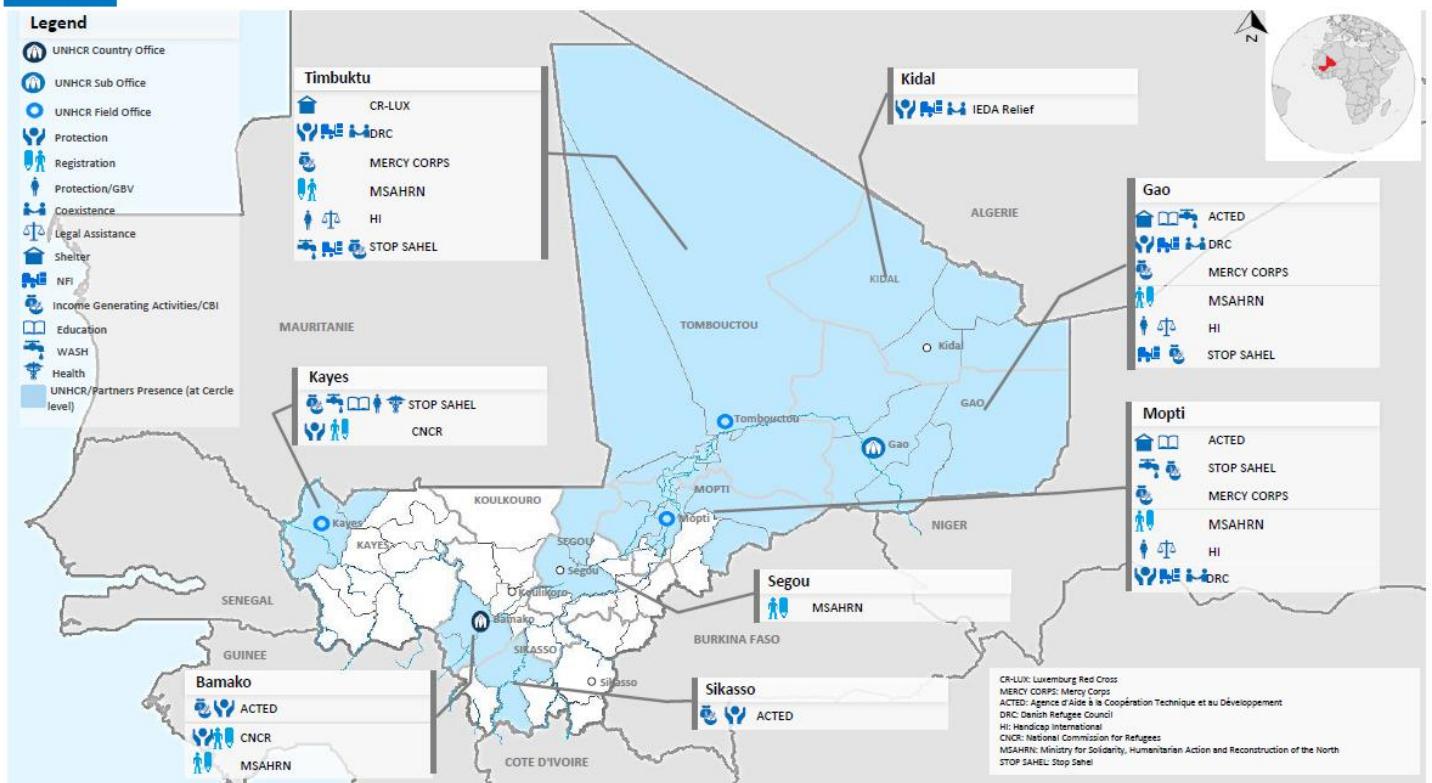 Legend
UNHCR Country Office
UNHCR Sub Office
UNHCR Field Office
Protection
Registration
Protection/GBV
Coexistence
Legal Assistance
Shelter
NFI
Income Generating Activities/CBI
Education
WASH
Health
UNHCR/Partners Presence (at Cercle
level)
Timbuktu
CR-LUX
DRC
MERCY CORPS
MSAHRN
HI
STOP SAHEL
Kidal
IEDA Relief
N
Gao
ACTED
DRC
MERCY CORPS
MSAHRN
HI
STOP SAHEL
Mopti
ACTED
STOP SAHEL
MERCY CORPS
MSAHRN
HI
DRC
Kayes
STOP SAHEL
CNCR
Segou
MSAHRN
Sikasso
ACTED
Bamako
ACTED
CNCR
MSAHRN
ALGERIE
MAURITANIE
KIDAL
TOMBOUCTOU
Kidal
GAO
Tombouctou
Gao
MOPTI
KOULKOURO
Mopti
NIGER
Kayes
KAYES
SEGOU
Segou
Koulikoro
SENEGAL
Bamako
BURKINA FASO
GUINEE
SIKASSO
Sikasso
COTE D'IVOIRE
CR-LUX: Luxemburg Red Cross
MERCY CORPS: Mercy Corps
ACTED: Agence d'Aide à la Coopération Technique et au Développement
DRC: Danish Refugee Council
HI: Handicap International
CNCR: National Commission for Refugees
MSAHRN: Ministry for Solidarity, Humanitarian Action and Reconstruction of the North
STOP SAHEL: Stop Sahel